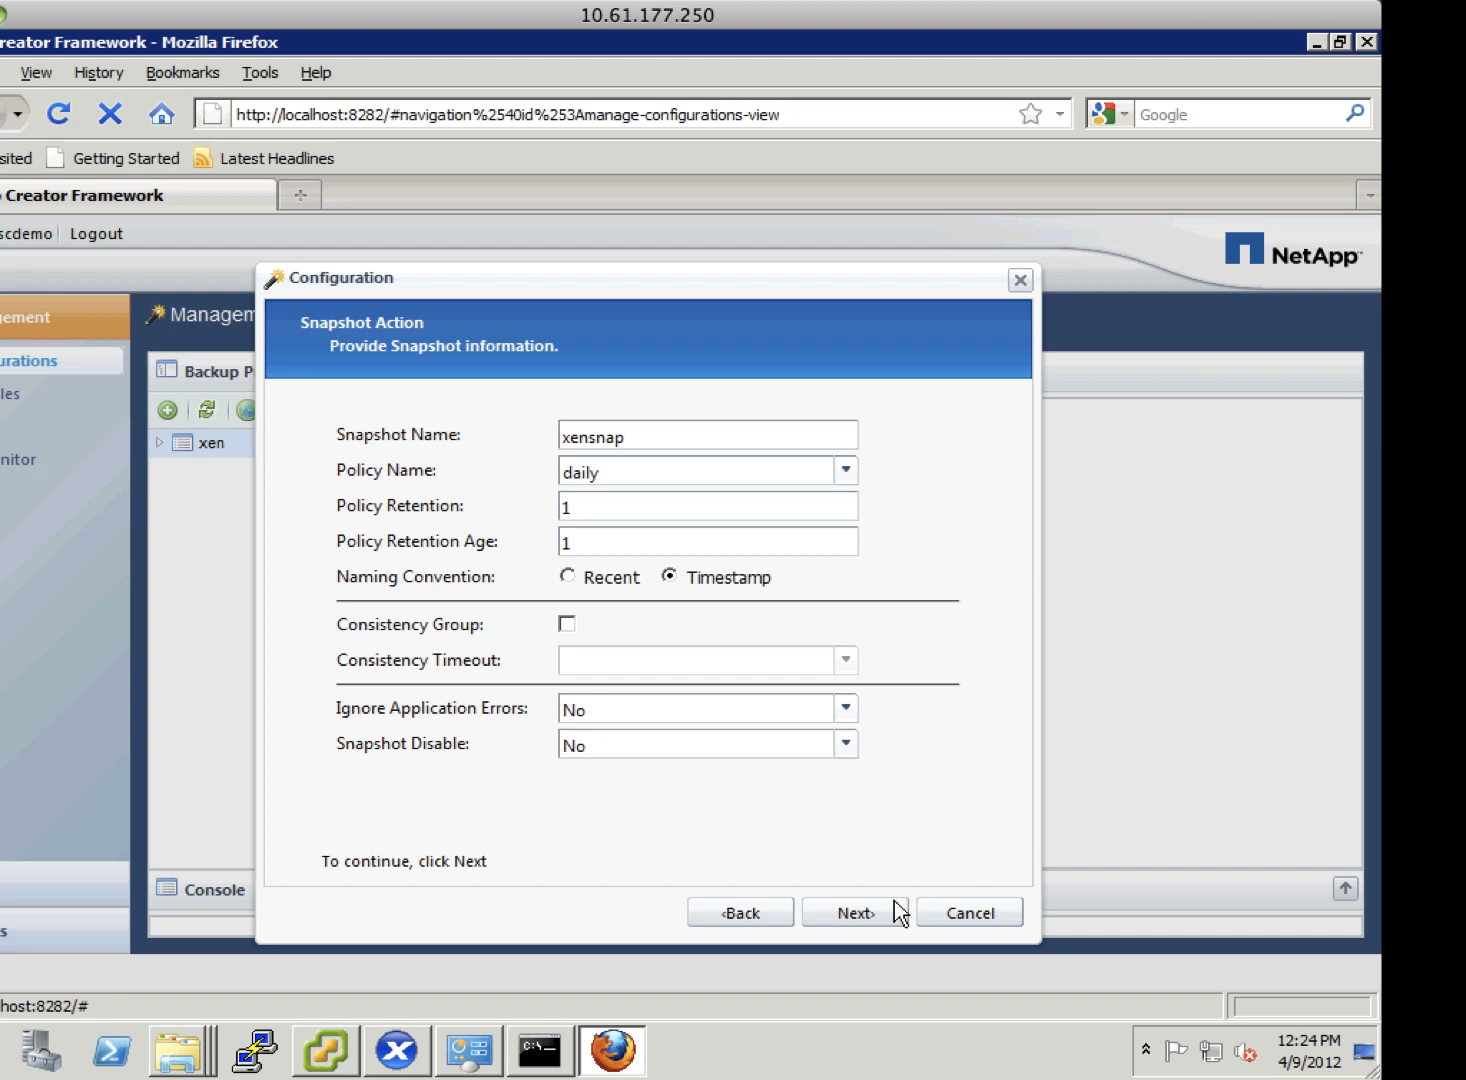 10.61.177.250
reator Framework - Mozilla Firefox
View History Bookmarks Tools Help
http://localhost:8282/#navigation%2540id%253Amanage-configurations-view
Google
sited Getting Started Latest Headlines
Creator Framework
scdemo Logout
NetApp
Configuration
ement
Managem
Snapshot Action
Provide Snapshot information.
urations
Backup P
les
xen
nitor
Snapshot Name: xensnap
Policy Name: daily
Policy Retention: 1
Policy Retention Age: 1
Naming Convention: Recent Timestamp
Consistency Group:
Consistency Timeout:
Ignore Application Errors: No
Snapshot Disable: No
To continue, click Next
Console
‹Back Next› Cancel
s
host:8282/#
C:\
12:24 PM
4/9/2012